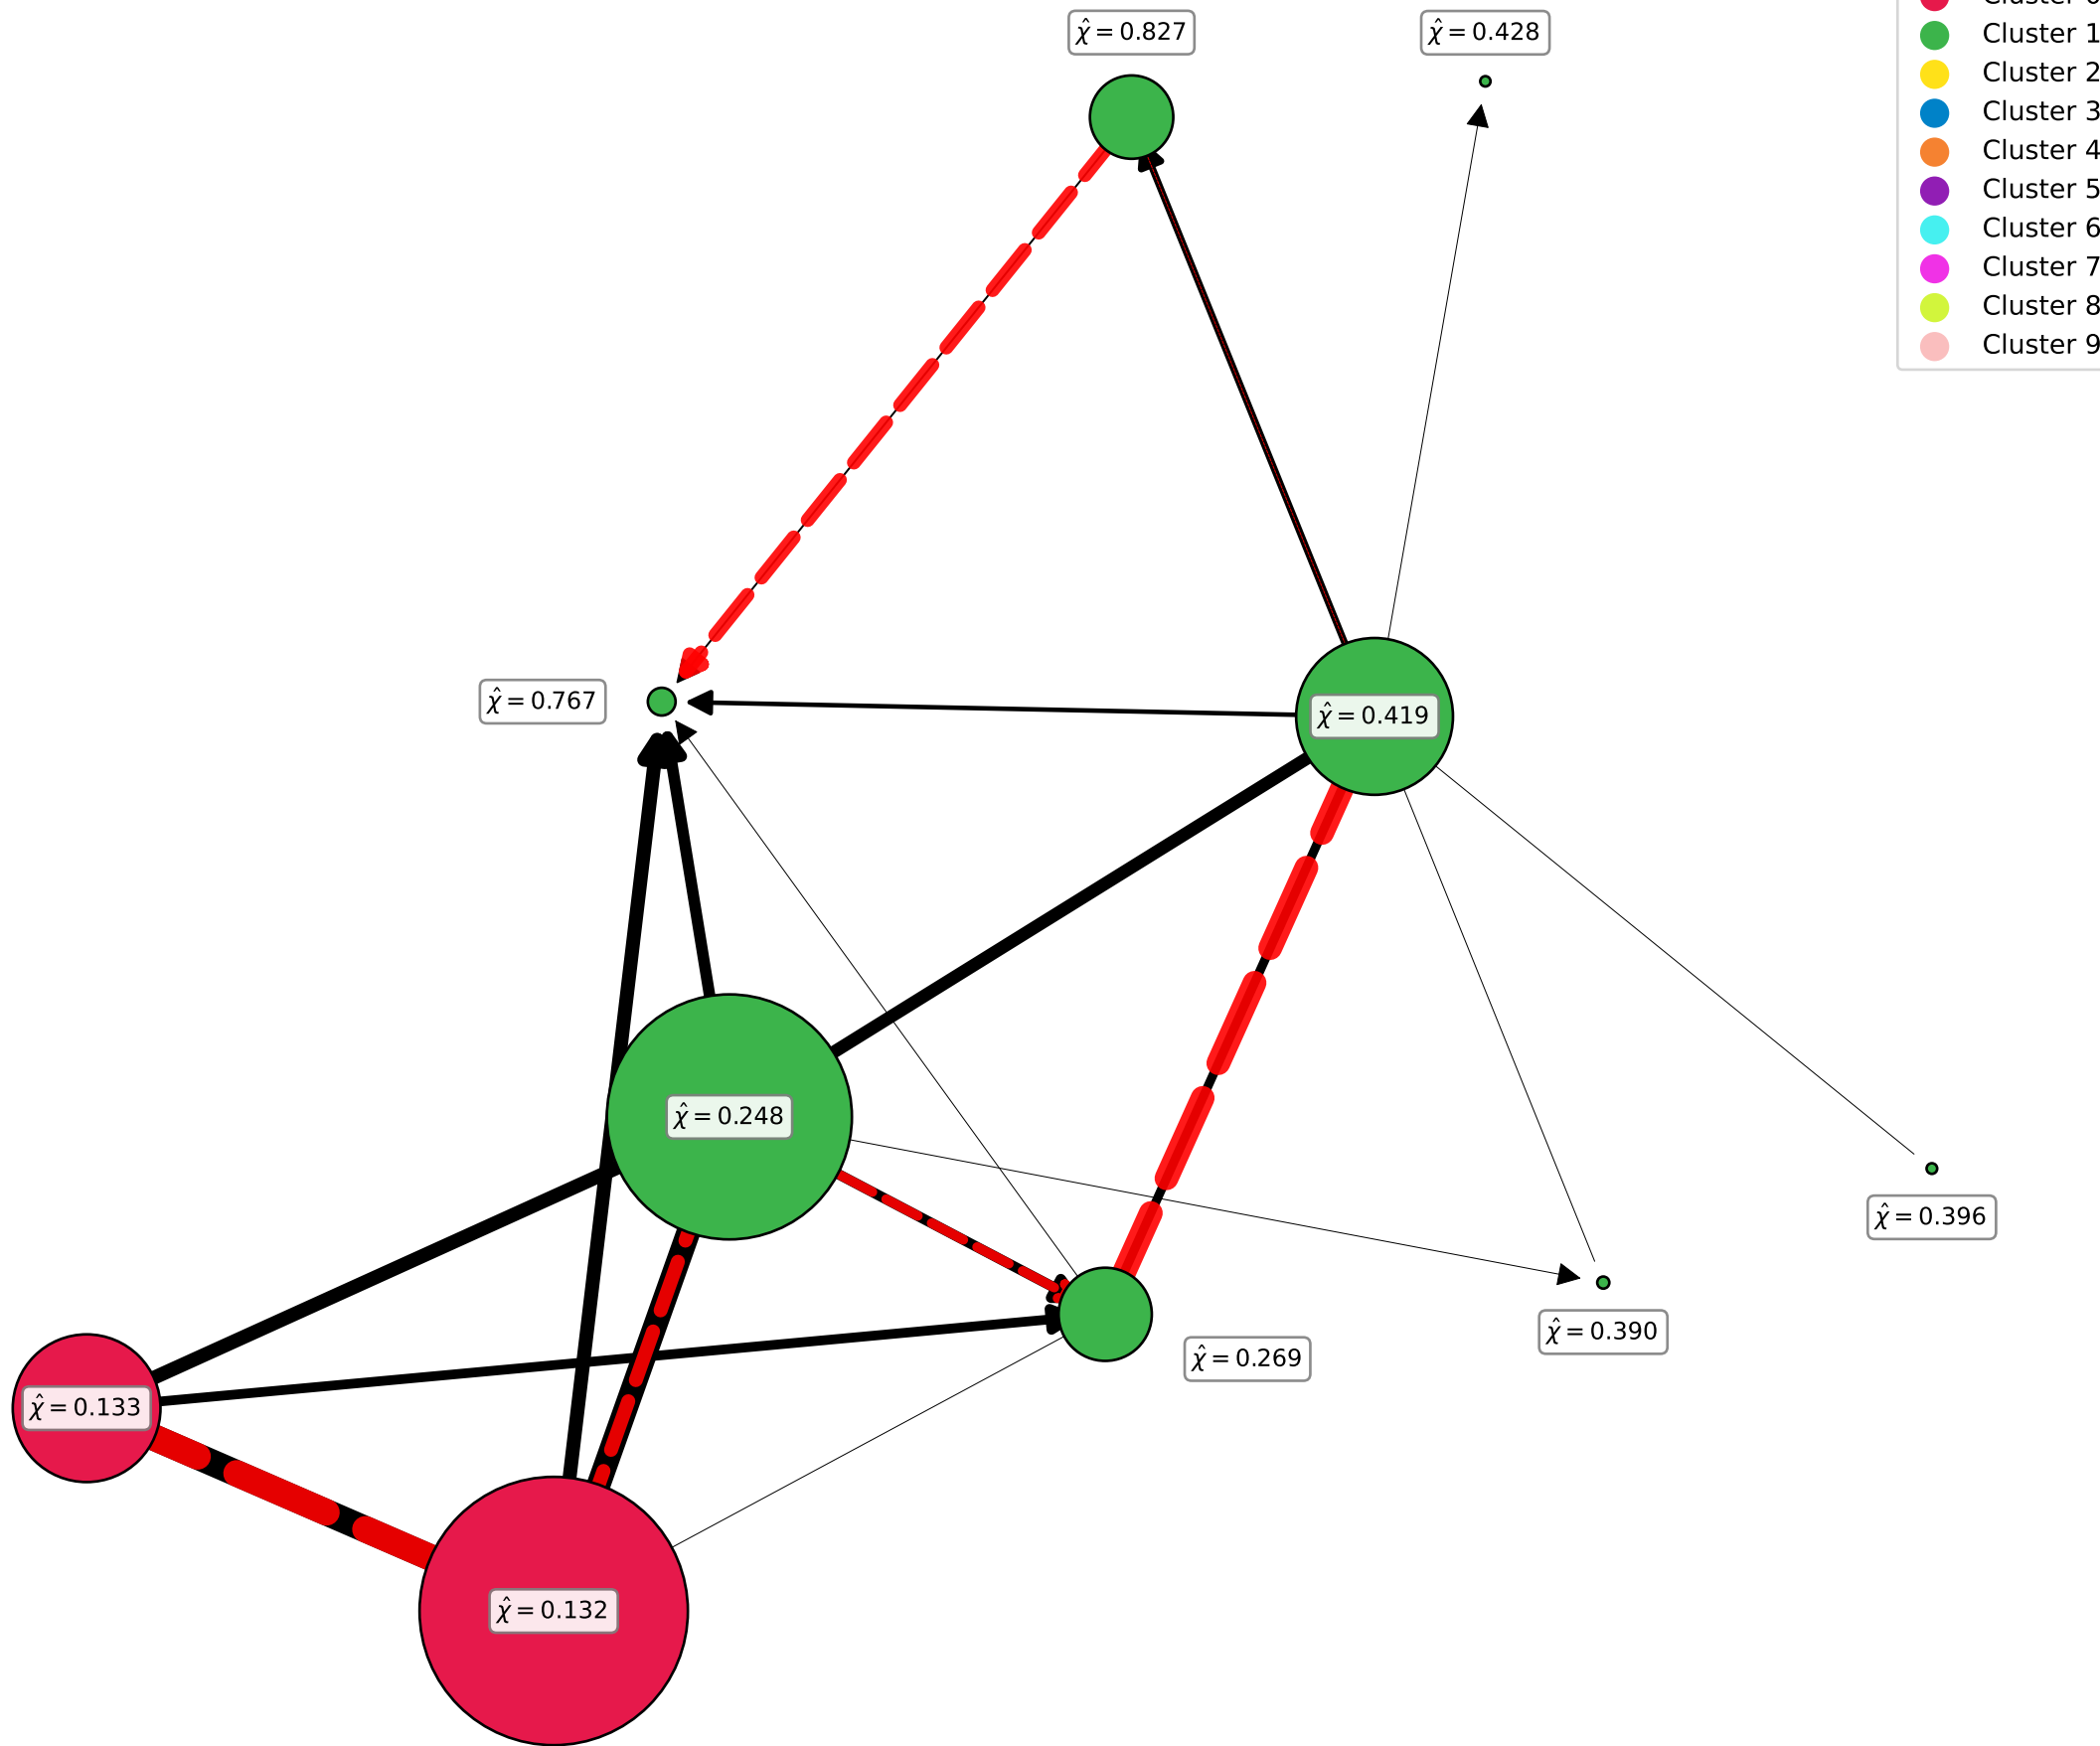 χ̂ = 0.827
χ̂ = 0.428
Cluster
Cluster 1
Cluster 2
Cluster 3
Cluster 4
Cluster 5
Cluster 6
Cluster 7
Cluster 8
Cluster 9
χ̂ = 0.767
χ̂ = 0.419
χ̂ = 0.248
χ̂ = 0.396
χ̂ = 0.390
χ̂ = 0.269
χ̂ = 0.133
χ̂ = 0.132